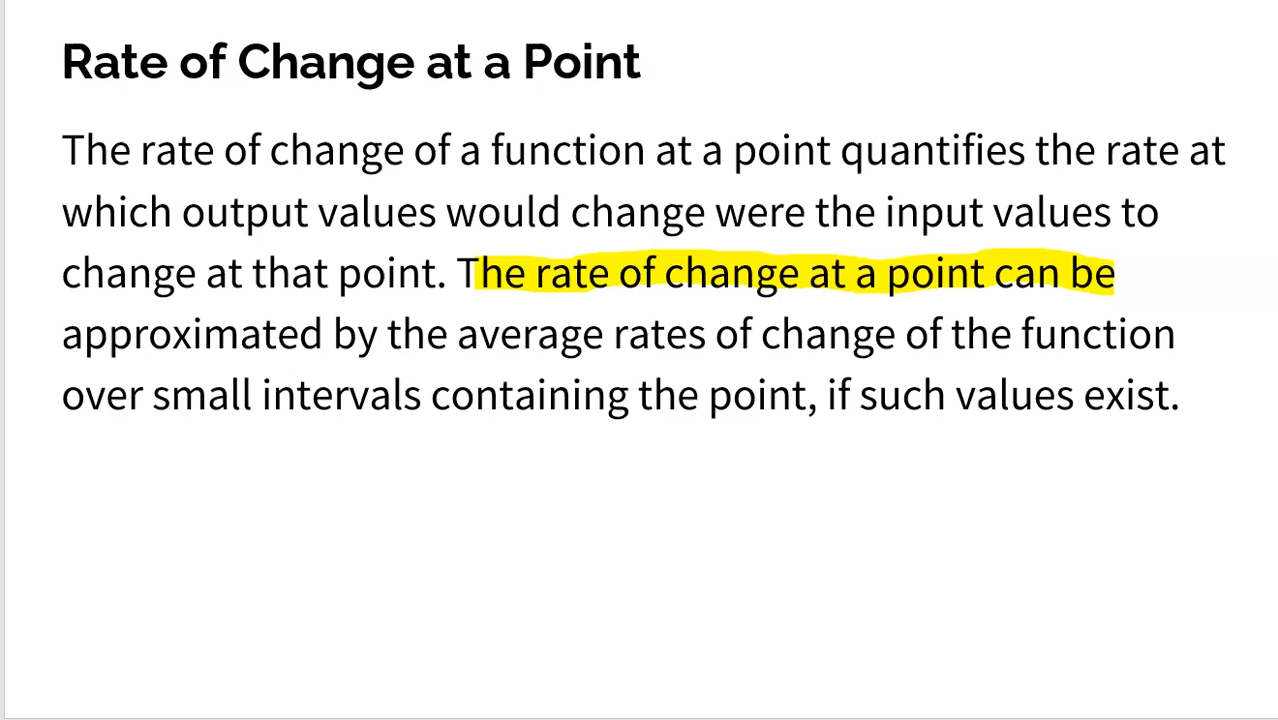 Rate of Change at a Point
The rate of change of a function at a point quantifies the rate at
which output values would change were the input values to
change at that point. The rate of change at a point can be
approximated by the average rates of change of the function
over small intervals containing the point, if such values exist.